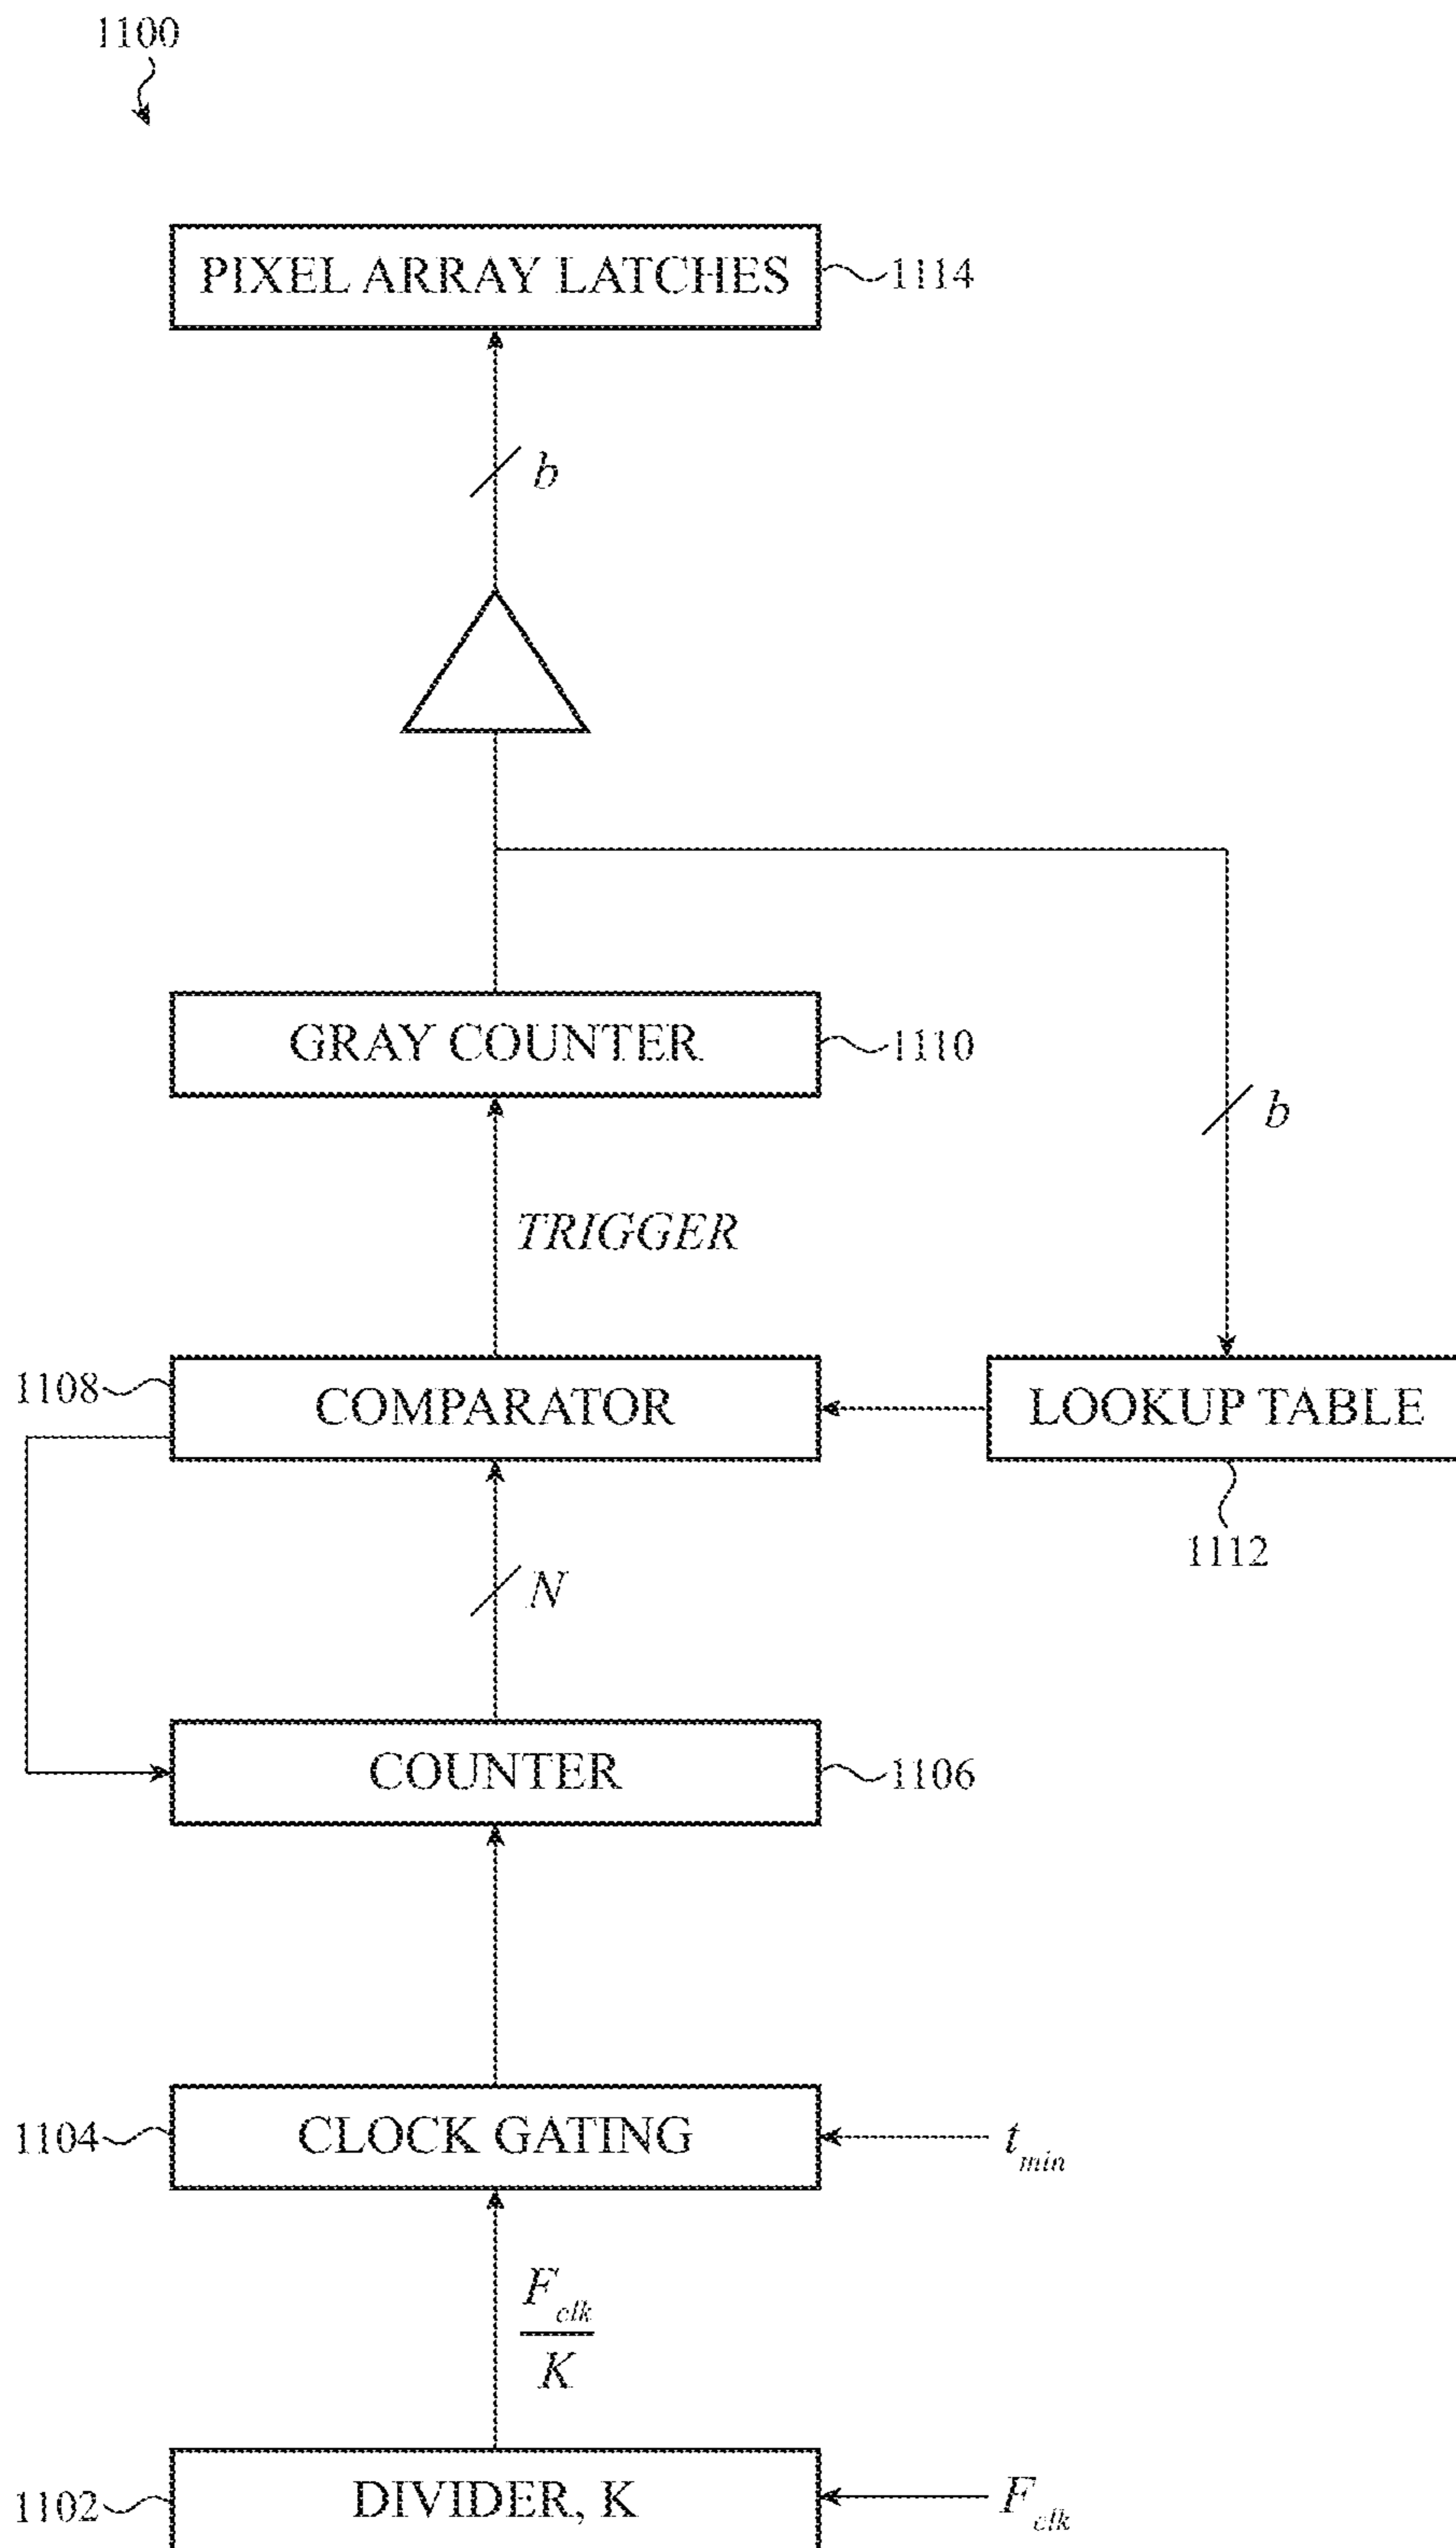 1100
PIXEL ARRAY LATCHES
1114
b
GRAY COUNTER
1110
b
TRIGGER
1108
COMPARATOR
LOOKUP TABLE
1112
N
COUNTER
1106
1104
CLOCK GATING
t_min
F_clk
K
1102
DIVIDER, K
F_clk